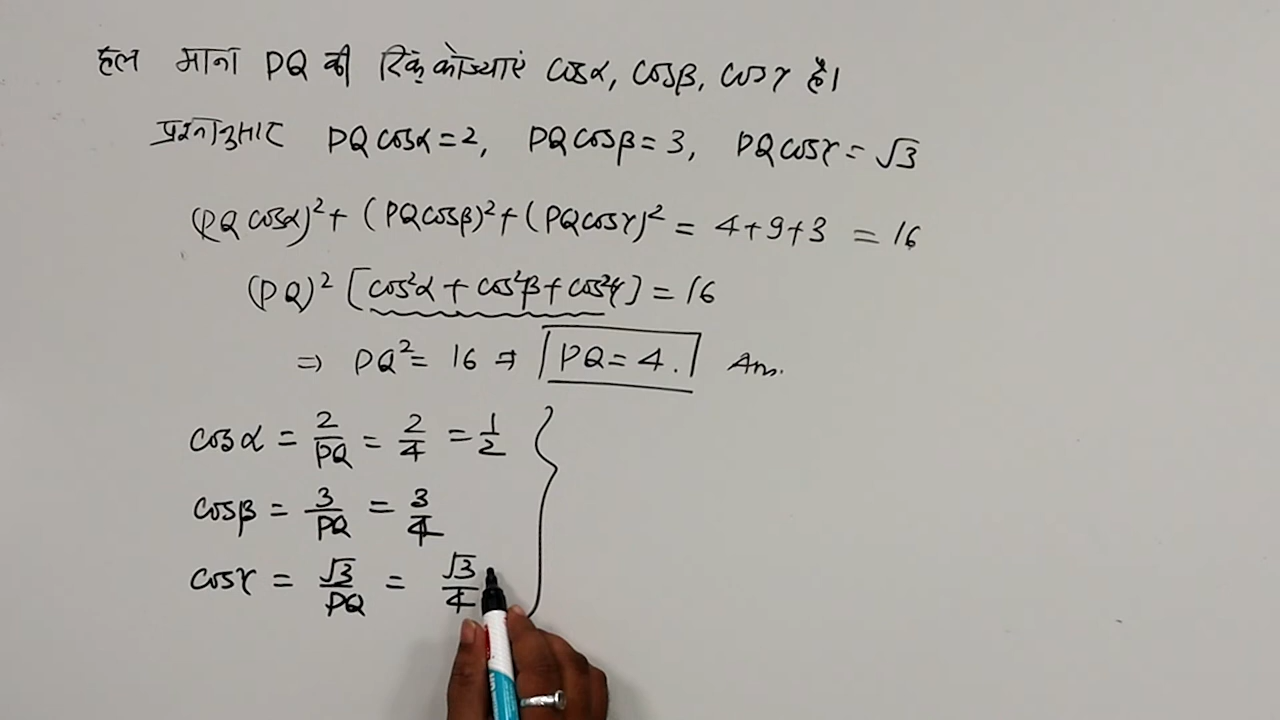 हल माना PQ की दिक् कोज्याएं cosα, cosβ, cosγ है।
प्रश्नानुसार PQ cosα = 2, PQ cosβ = 3, PQ cosγ = √3
(PQ cosα)² + (PQ cosβ)² + (PQ cosγ)² = 4+9+3 = 16
(PQ)² [cos²α + cos²β + cos²γ] = 16
⇒ PQ² = 16 ⇒ PQ = 4. Ans.
cosα = 2/PQ = 2/4 = 1/2
cosβ = 3/PQ = 3/4
cosγ = √3/PQ = √3/4